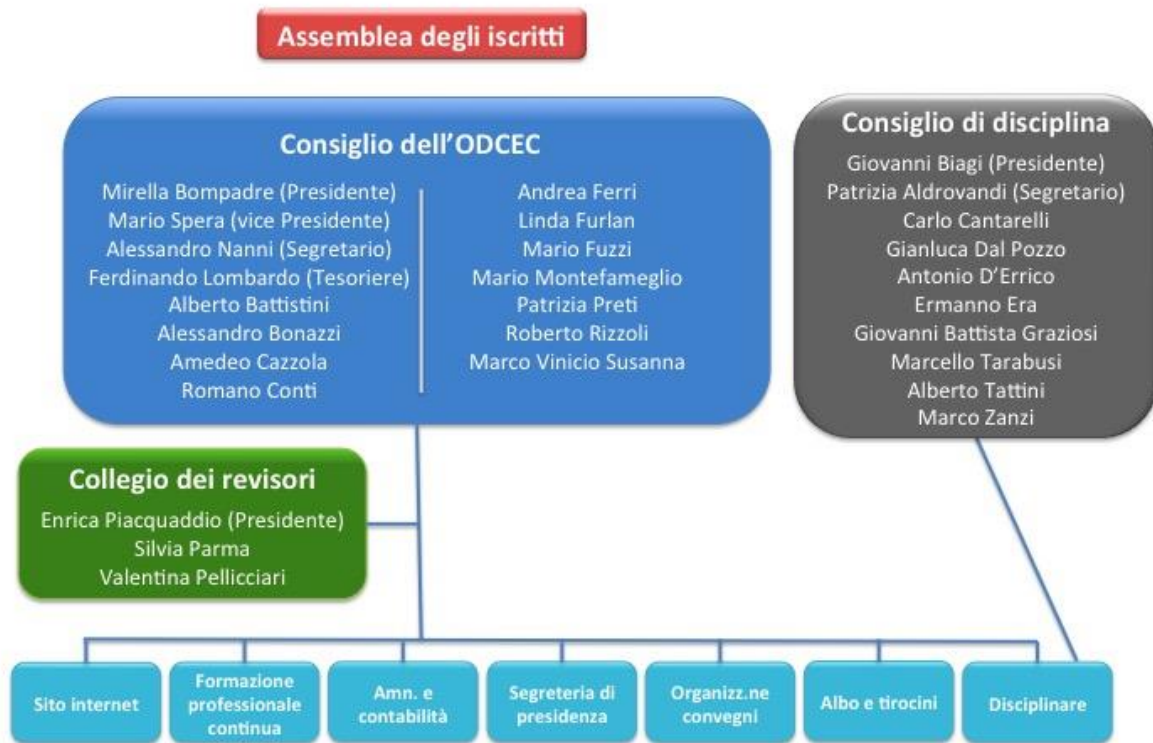 Assemblea degli iscritti
Consiglio dell'ODCEC
Mirella Bompadre (Presidente)
Mario Spera (vice Presidente)
Alessandro Nanni (Segretario)
Ferdinando Lombardo (Tesoriere)
Alberto Battistini
Alessandro Bonazzi
Amedeo Cazzola
Romano Conti
Andrea Ferri
Linda Furlan
Mario Fuzzi
Mario Montefameglio
Patrizia Preti
Roberto Rizzoli
Marco Vinicio Susanna
Consiglio di disciplina
Giovanni Biagi (Presidente)
Patrizia Aldrovandi (Segretario)
Carlo Cantarelli
Gianluca Dal Pozzo
Antonio D'Errico
Ermanno Era
Giovanni Battista Graziosi
Marcello Tarabusi
Alberto Tattini
Marco Zanzi
Collegio dei revisori
Enrica Piacquaddio (Presidente)
Silvia Parma
Valentina Pellicciari
Sito internet
Formazione
professionale
continua
Amn. e
contabilità
Segreteria di
presidenza
Organizz.ne
convegni
Albo e tirocini
Disciplinare